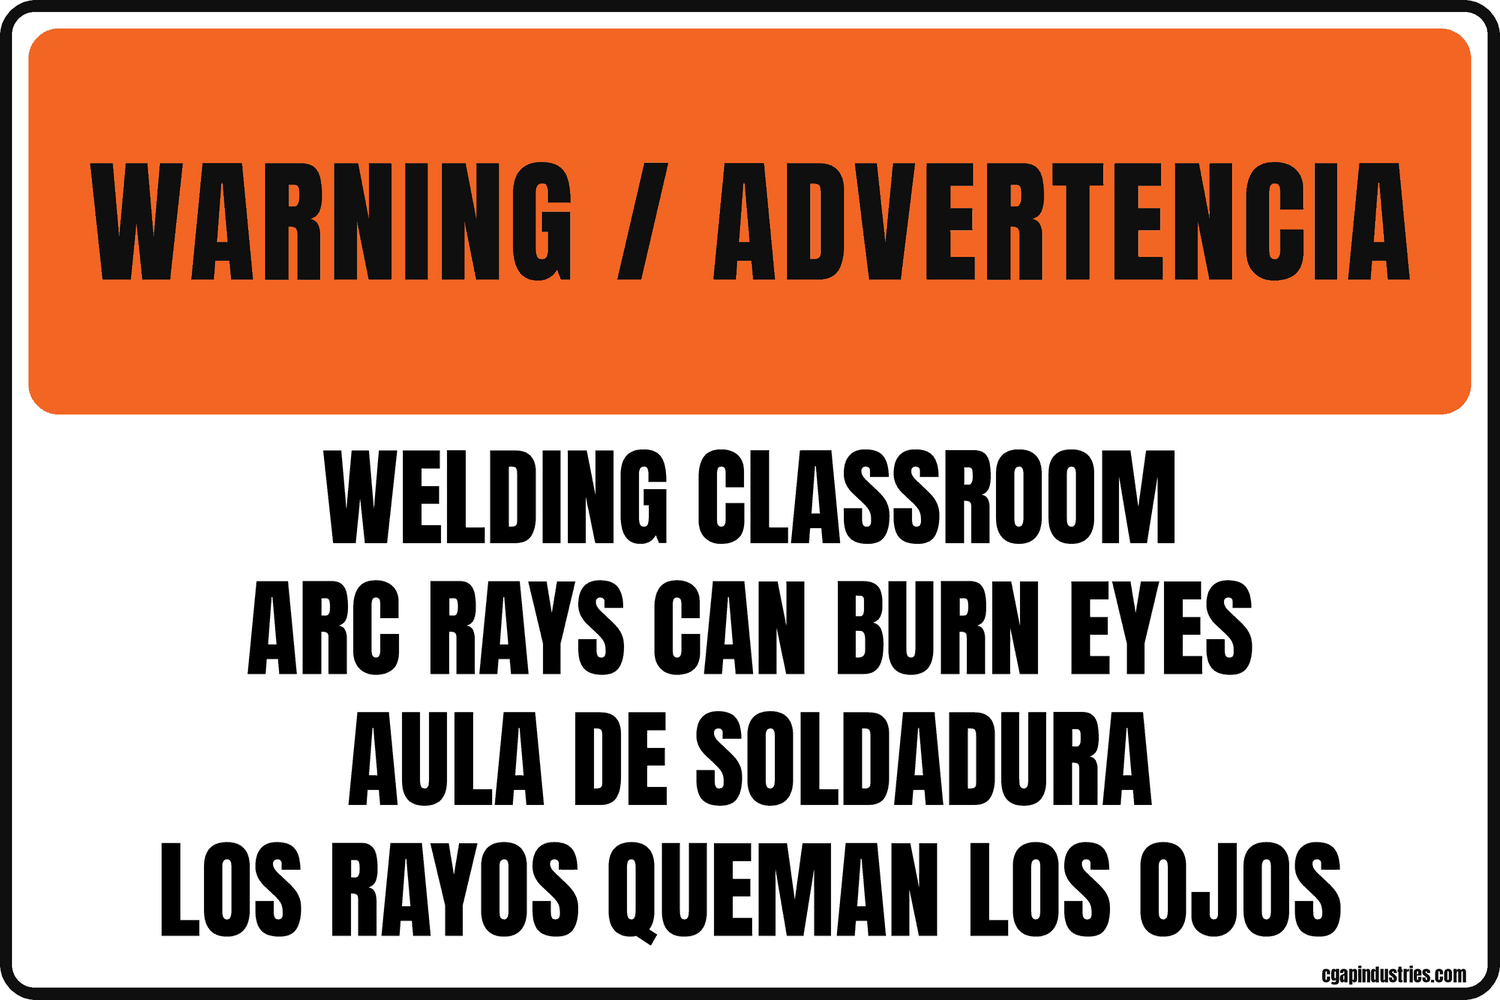 WARNING / ADVERTENCIA
WELDING CLASSROOM
ARC RAYS CAN BURN EYES
AULA DE SOLDADURA
LOS RAYOS QUEMAN LOS OJOS
cgapindustries.com